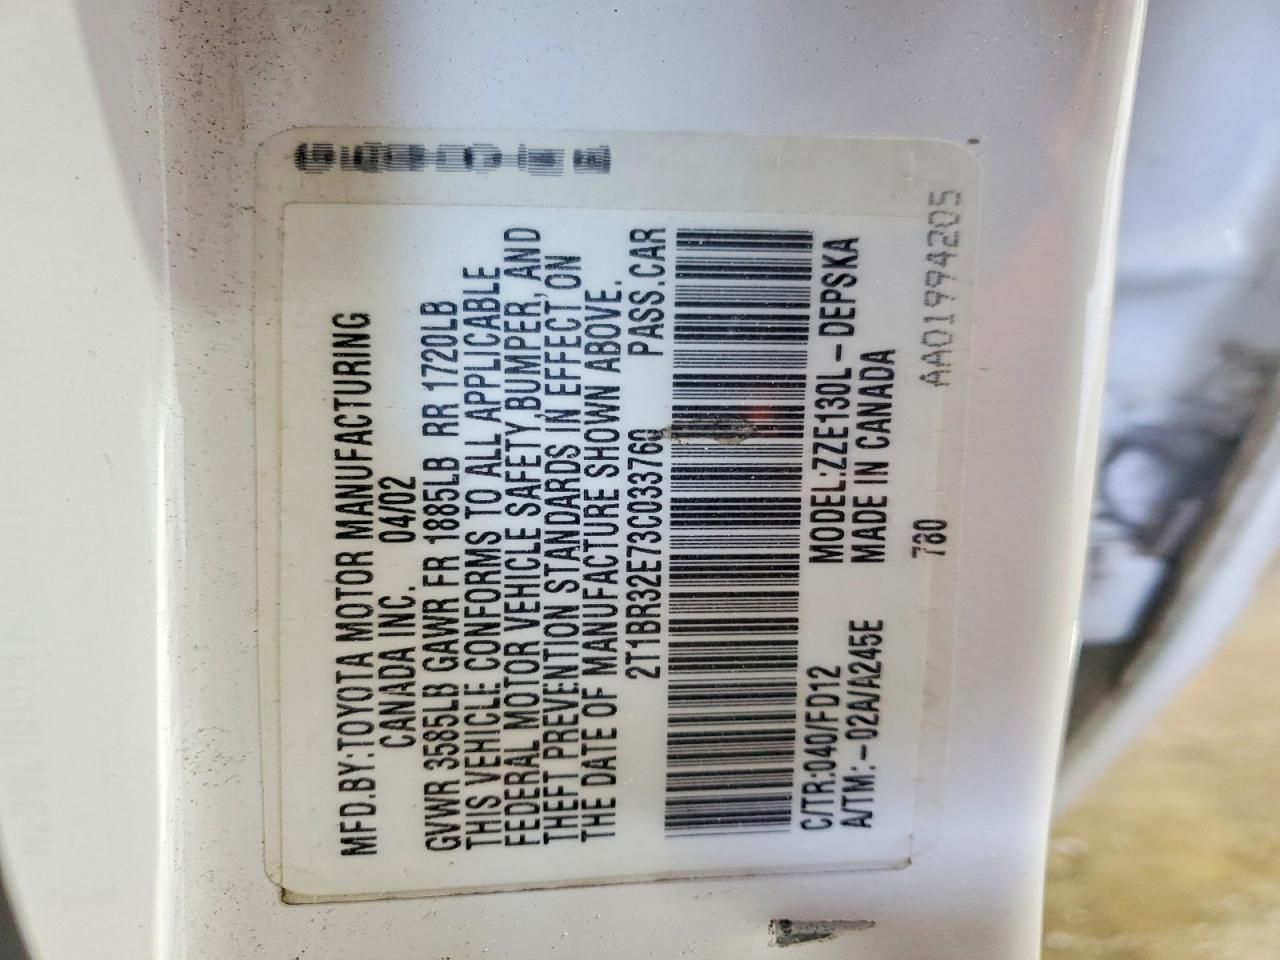 MFD.BY:TOYOTA MOTOR MANUFACTURING
CANADA INC. 04/02
GVWR 3585LB GAWR FR 1885LB RR 1720LB
THIS VEHICLE CONFORMS TO ALL APPLICABLE
FEDERAL MOTOR VEHICLE SAFETY,BUMPER, AND
THEFT PREVENTION STANDARDS IN EFFECT ON
THE DATE OF MANUFACTURE SHOWN ABOVE.
2T1BR32E73C033760 PASS.CAR
C/TR:040/FD12 MODEL:ZZE130L-DEPSKA
A/TM:-02A/A245E MADE IN CANADA
780 AA01994205